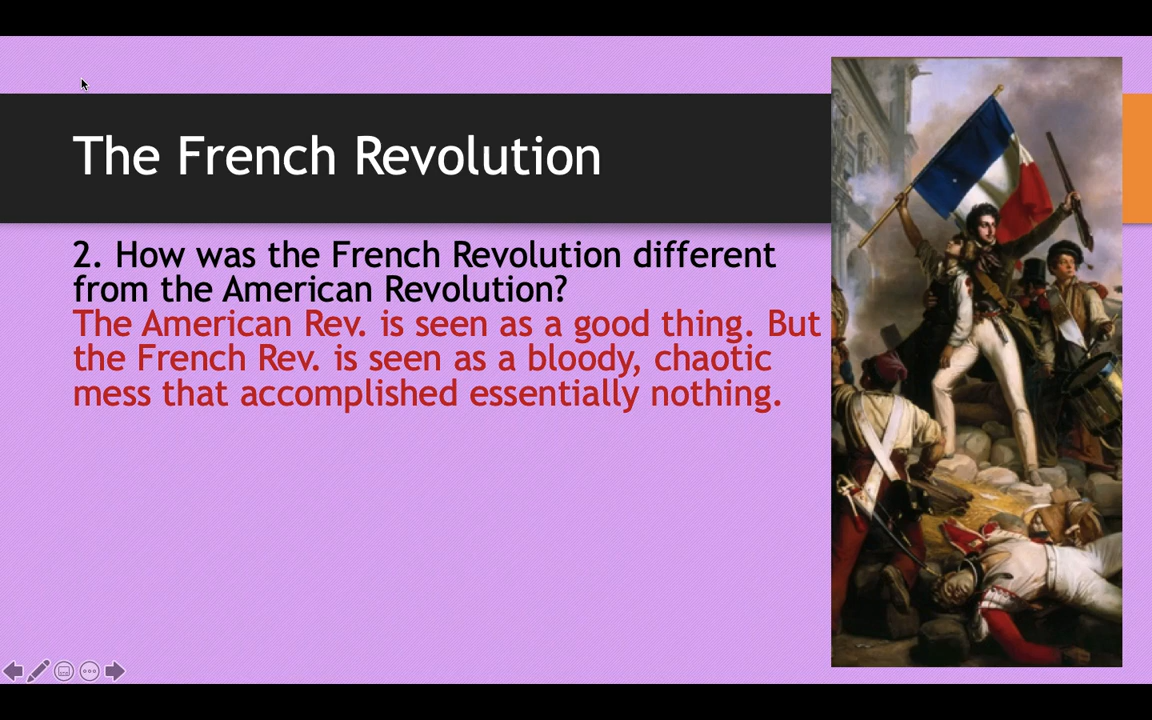 The French Revolution
2. How was the French Revolution different
from the American Revolution?
The American Rev. is seen as a good thing. But
the French Rev. is seen as a bloody, chaotic
mess that accomplished essentially nothing.